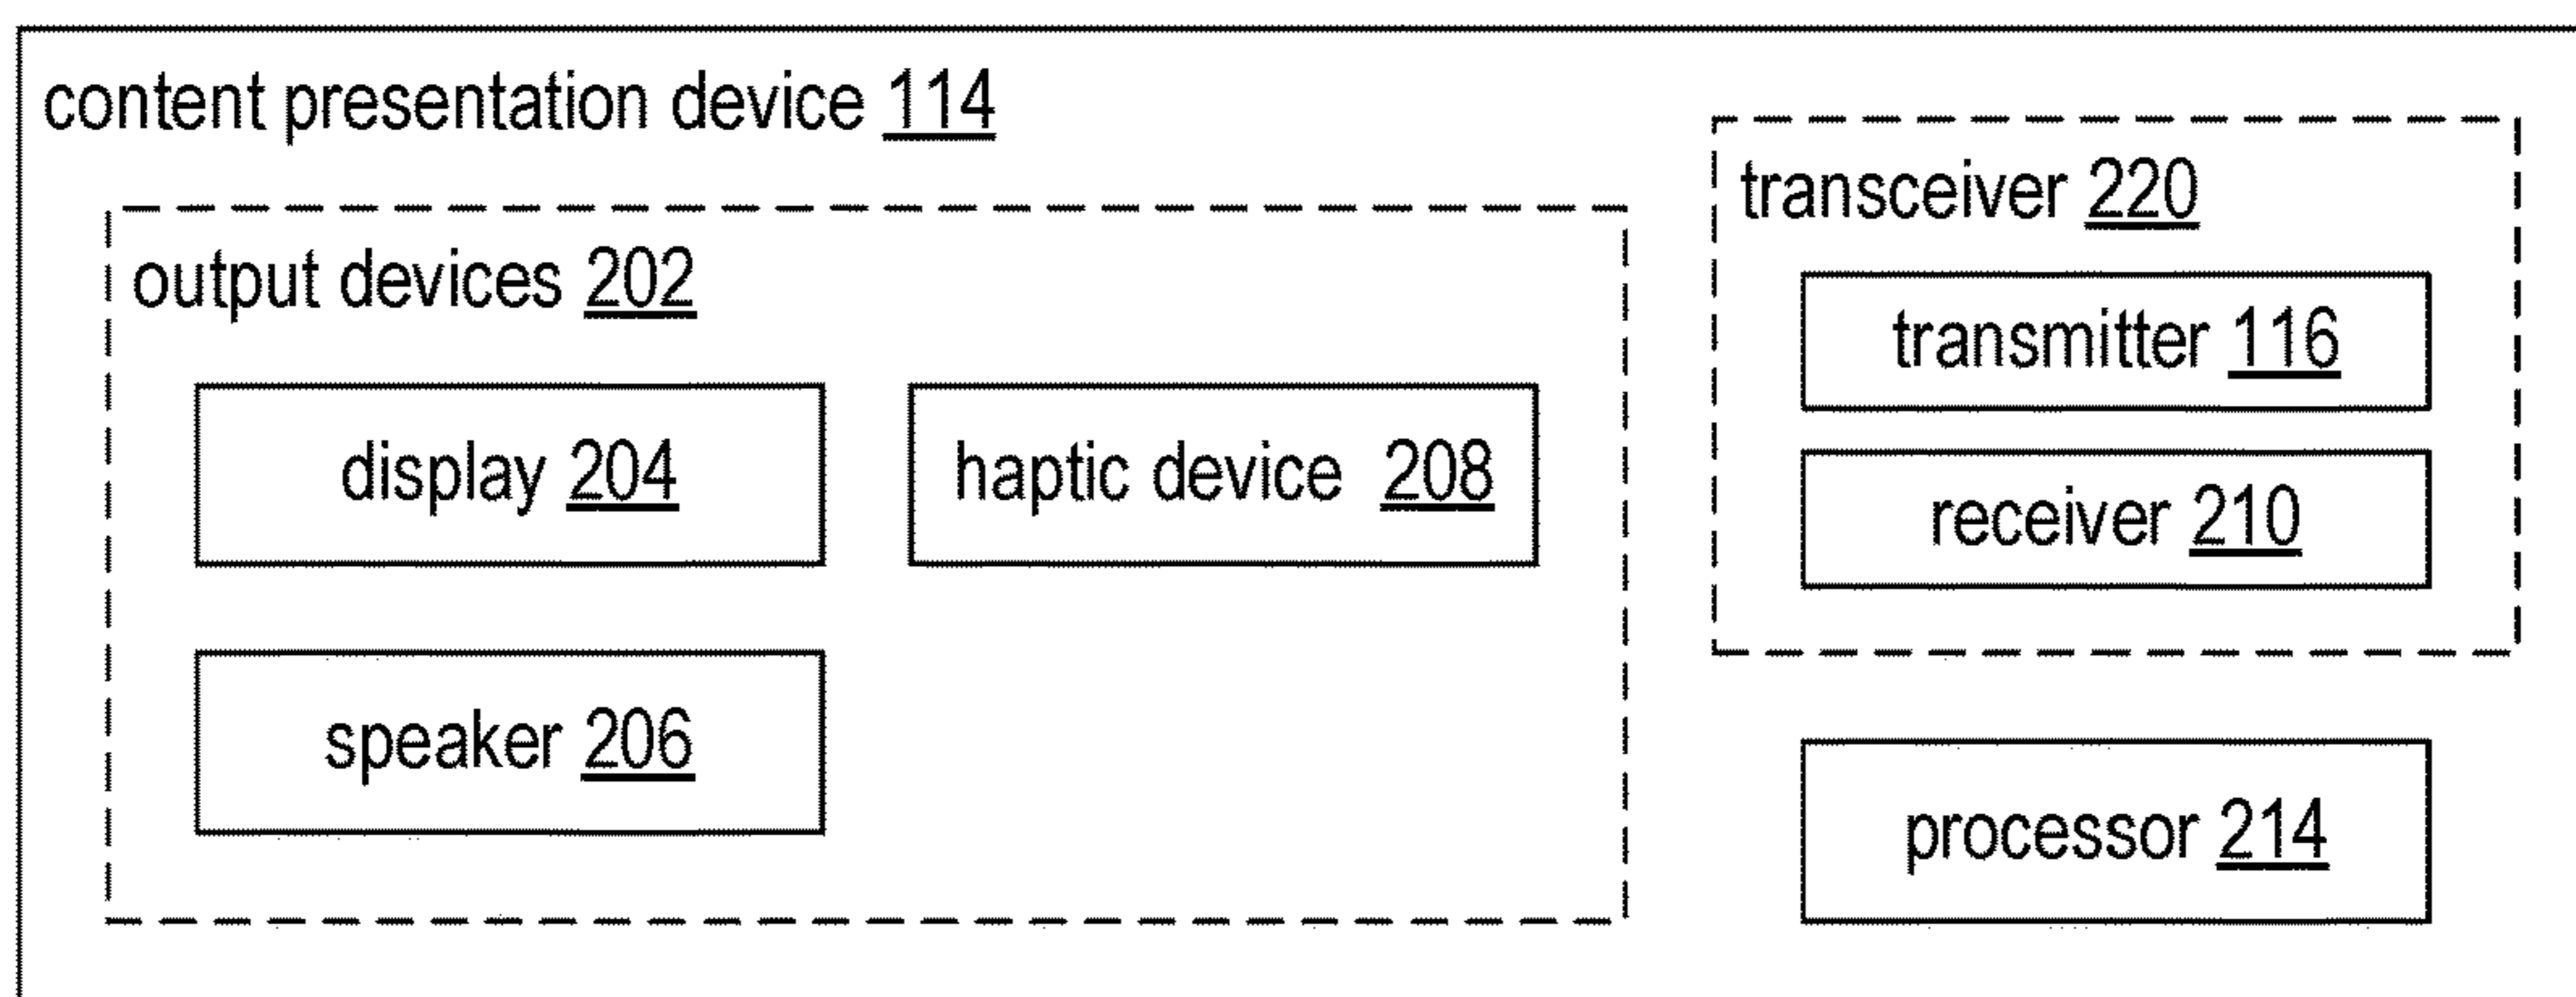 content presentation device 114
output devices 202
display 204
haptic device 208
speaker 206
transceiver 220
transmitter 116
receiver 210
processor 214